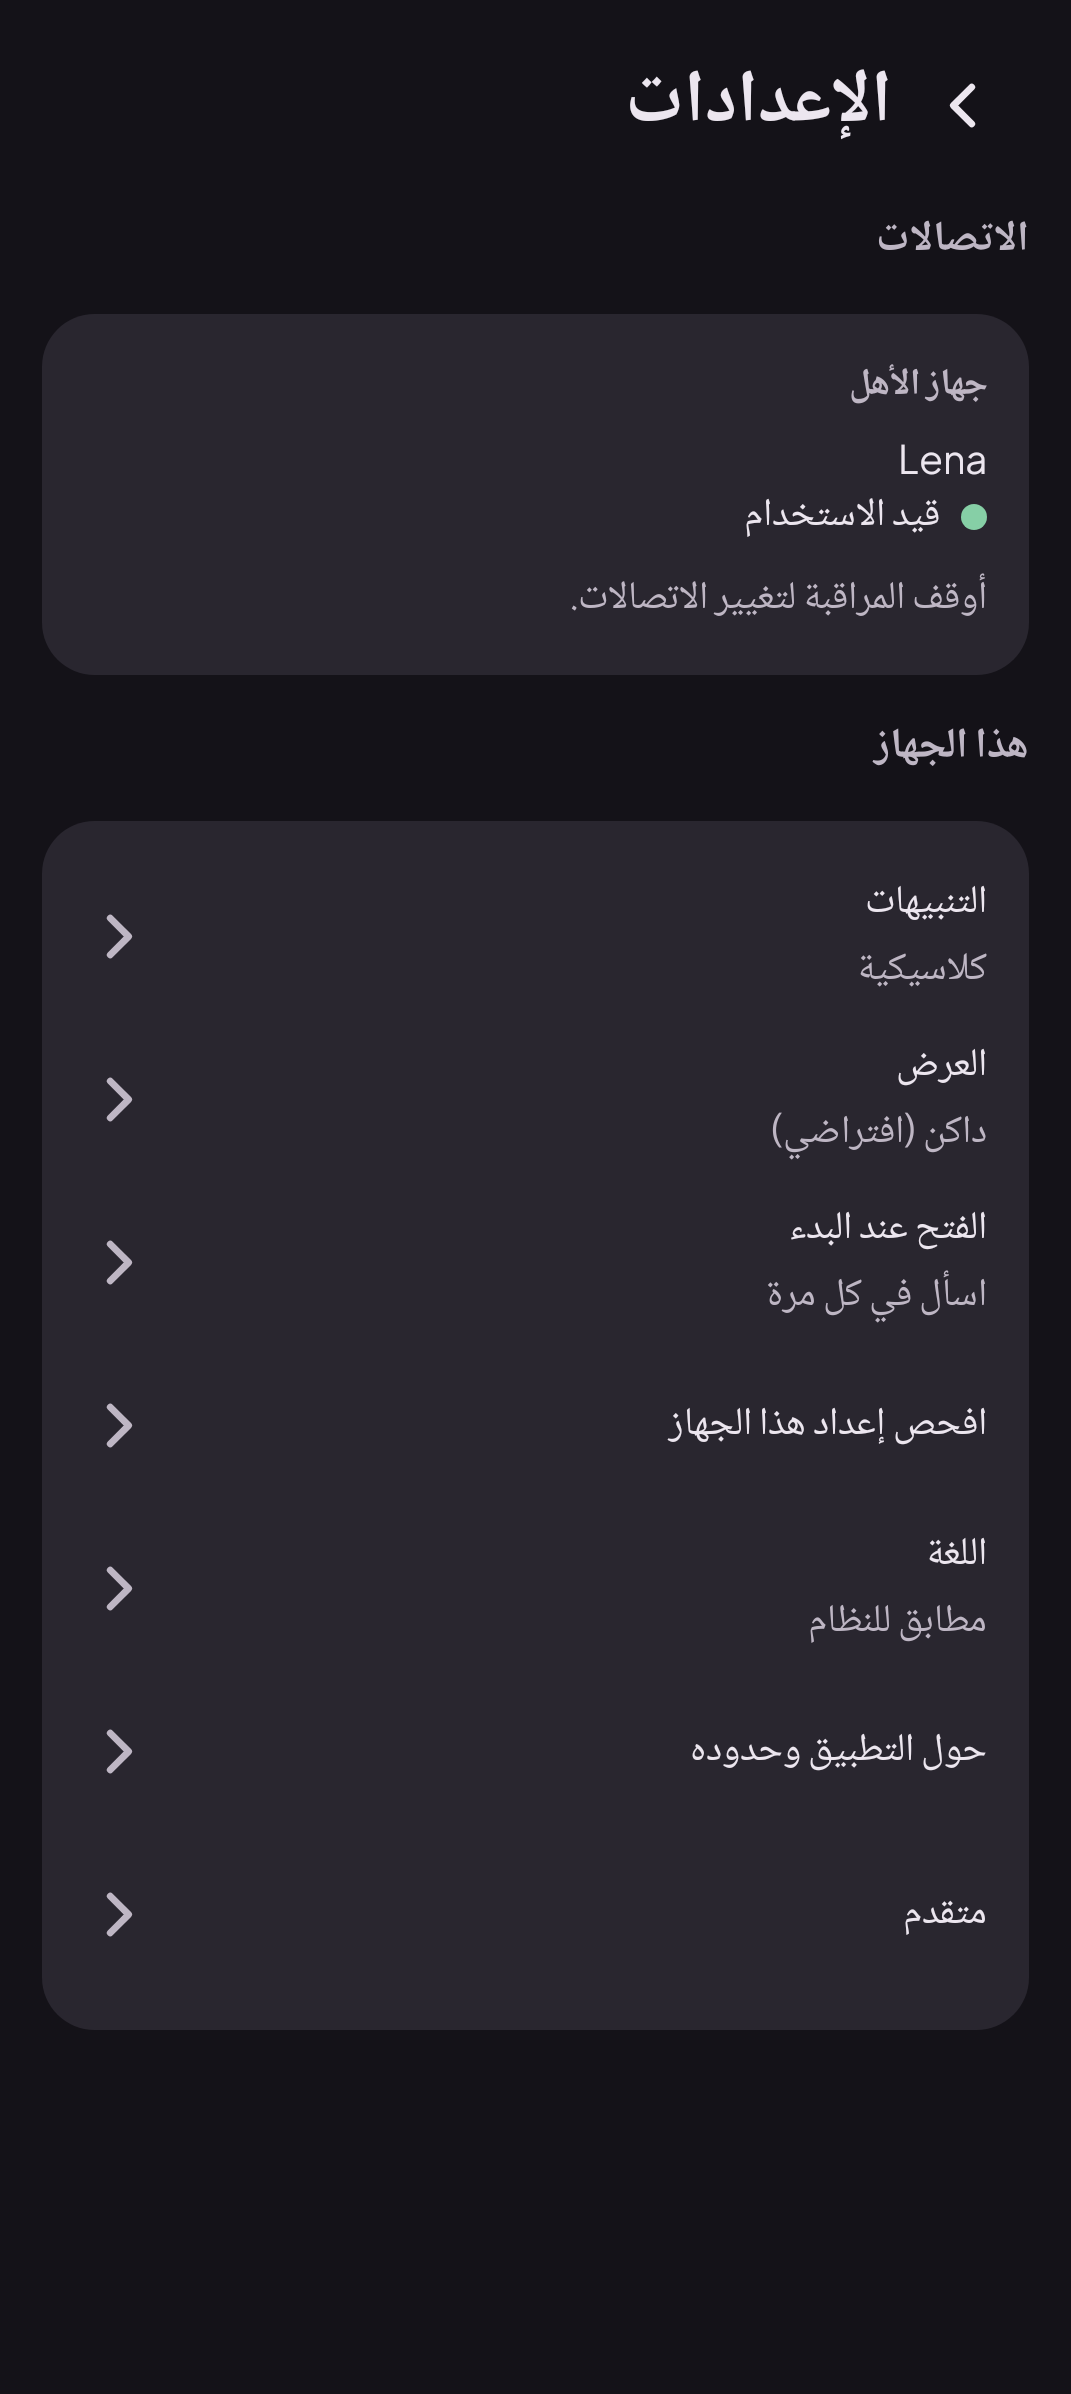 الإعدادات
الاتصالات
جهاز الأهل
Lena
قيد الاستخدام
أوقف المراقبة لتغيير الاتصالات.
هذا الجهاز
التنبيهات
كلاسيكية
العرض
داكن (افتراضي)
الفتح عند البدء
اسأل في كل مرة
افحص إعداد هذا الجهاز
اللغة
مطابق للنظام
حول التطبيق وحدوده
متقدم